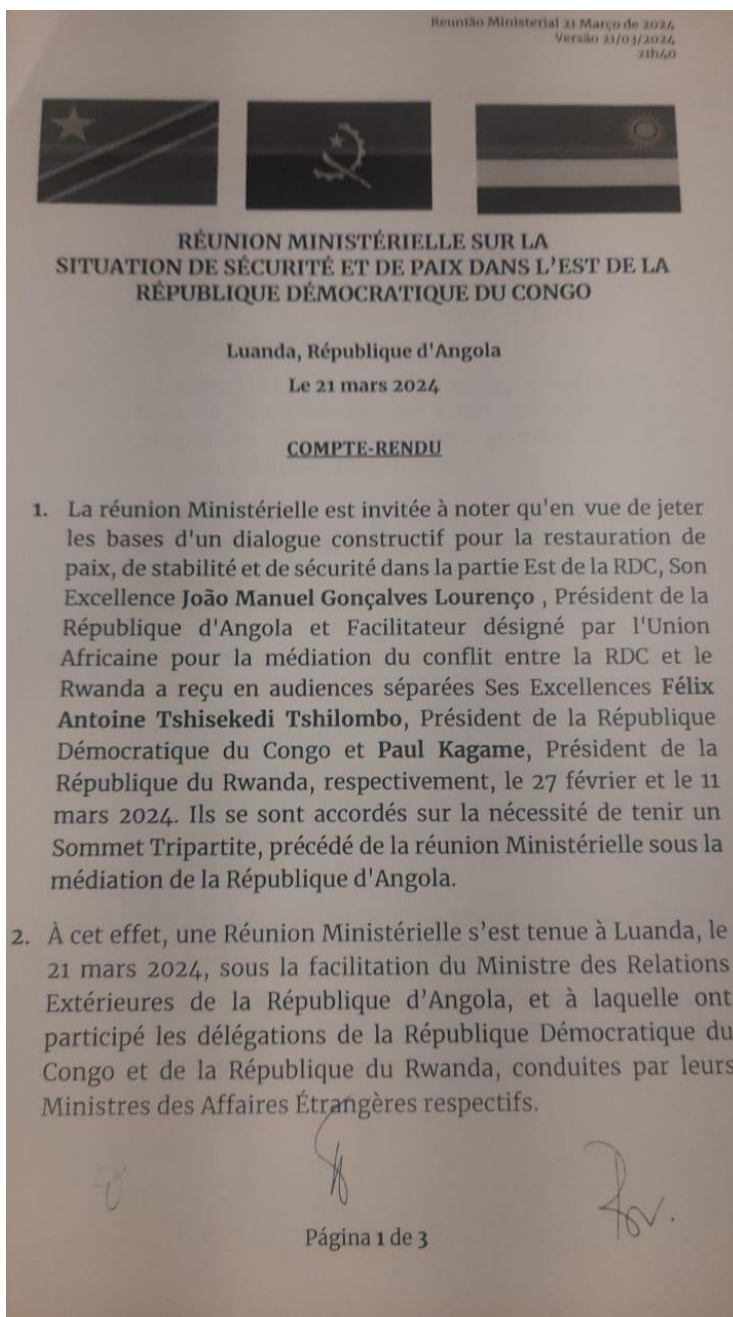 Reunião Ministerial 21 Março de 2024
Versão 21/03/2024
21h40
RÉUNION MINISTÉRIELLE SUR LA
SITUATION DE SÉCURITÉ ET DE PAIX DANS L'EST DE LA
RÉPUBLIQUE DÉMOCRATIQUE DU CONGO
Luanda, République d'Angola
Le 21 mars 2024
COMPTE-RENDU
1. La réunion Ministérielle est invitée à noter qu'en vue de jeter
les bases d'un dialogue constructif pour la restauration de
paix, de stabilité et de sécurité dans la partie Est de la RDC, Son
Excellence João Manuel Gonçalves Lourenço , Président de la
République d'Angola et Facilitateur désigné par l'Union
Africaine pour la médiation du conflit entre la RDC et le
Rwanda a reçu en audiences séparées Ses Excellences Félix
Antoine Tshisekedi Tshilombo, Président de la République
Démocratique du Congo et Paul Kagame, Président de la
République du Rwanda, respectivement, le 27 février et le 11
mars 2024. Ils se sont accordés sur la nécessité de tenir un
Sommet Tripartite, précédé de la réunion Ministérielle sous la
médiation de la République d'Angola.
2. À cet effet, une Réunion Ministérielle s'est tenue à Luanda, le
21 mars 2024, sous la facilitation du Ministre des Relations
Extérieures de la République d'Angola, et à laquelle ont
participé les délégations de la République Démocratique du
Congo et de la République du Rwanda, conduites par leurs
Ministres des Affaires Étrangères respectifs.
Página 1 de 3